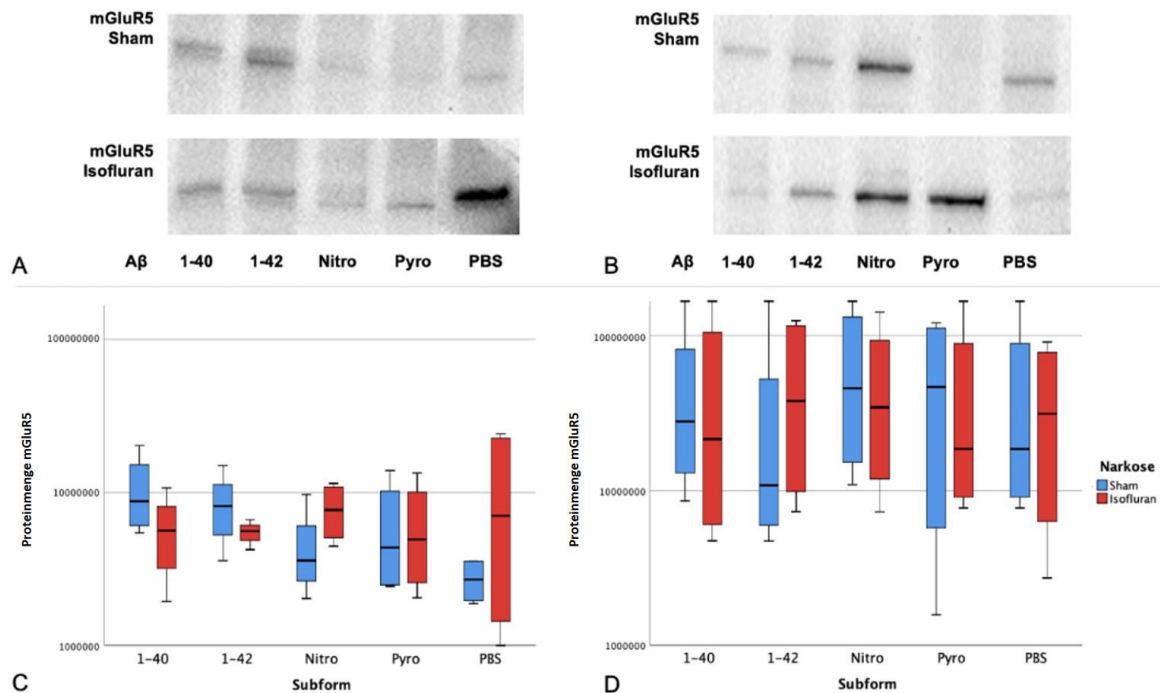 mGluR5
Sham
mGluR5
Isofluran
A
Aβ 1-40 1-42 Nitro Pyro PBS
mGluR5
Sham
mGluR5
Isofluran
B
Aβ 1-40 1-42 Nitro Pyro PBS
100000000
10000000
1000000
Proteinmenge mGluR5
1–40 1–42 Nitro Pyro PBS
Subform
C
100000000
10000000
1000000
Proteinmenge mGluR5
1–40 1–42 Nitro Pyro PBS
Subform
D
Narkose
Sham
Isofluran